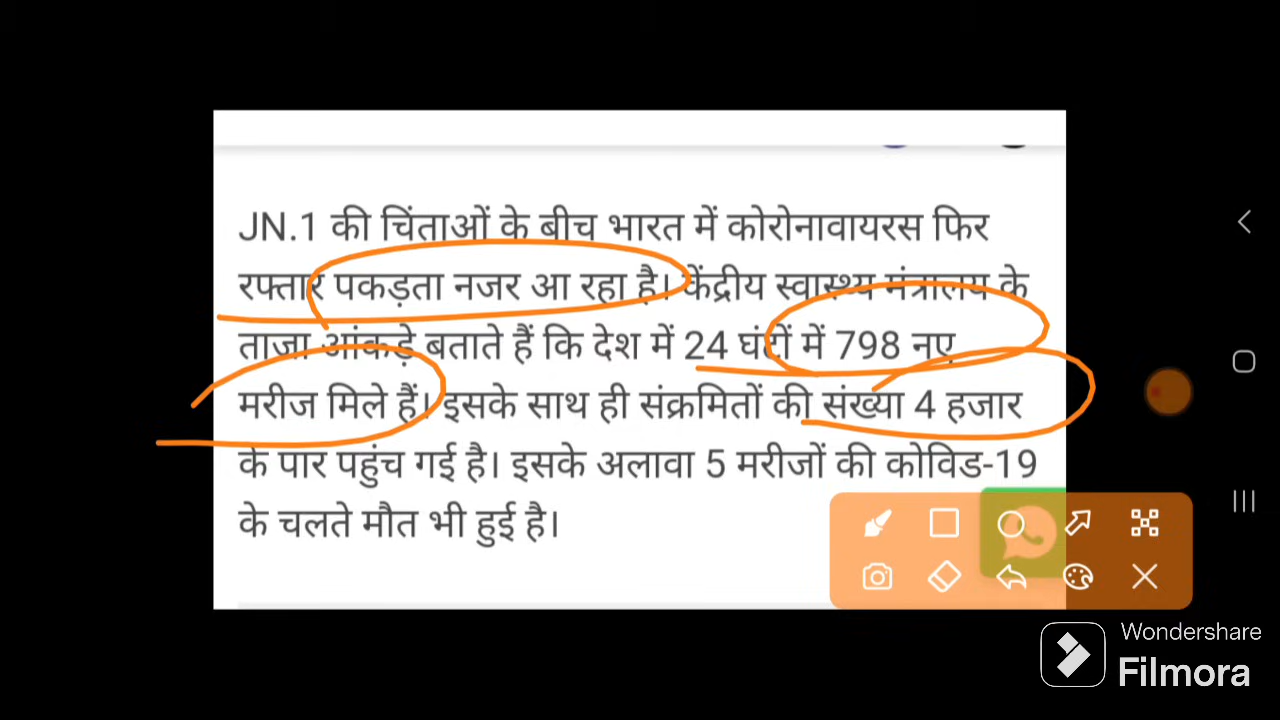 JN.1 की चिंताओं के बीच भारत में कोरोनावायरस फिर
रफ्तार पकड़ता नजर आ रहा है। केंद्रीय स्वास्थ्य मंत्रालय के
ताजा आंकड़े बताते हैं कि देश में 24 घंटों में 798 नए
मरीज मिले हैं। इसके साथ ही संक्रमितों की संख्या 4 हजार
के पार पहुंच गई है। इसके अलावा 5 मरीजों की कोविड-19
के चलते मौत भी हुई है।
Wondershare
Filmora